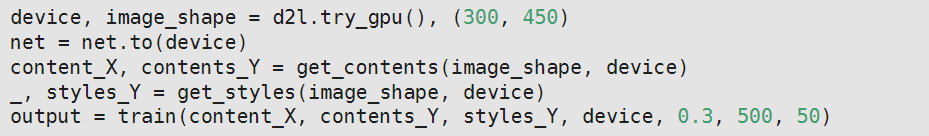 device, image_shape = d2l.try_gpu(), (300, 450)
net = net.to(device)
content_X, contents_Y = get_contents(image_shape, device)
_, styles_Y = get_styles(image_shape, device)
output = train(content_X, contents_Y, styles_Y, device, 0.3, 500, 50)